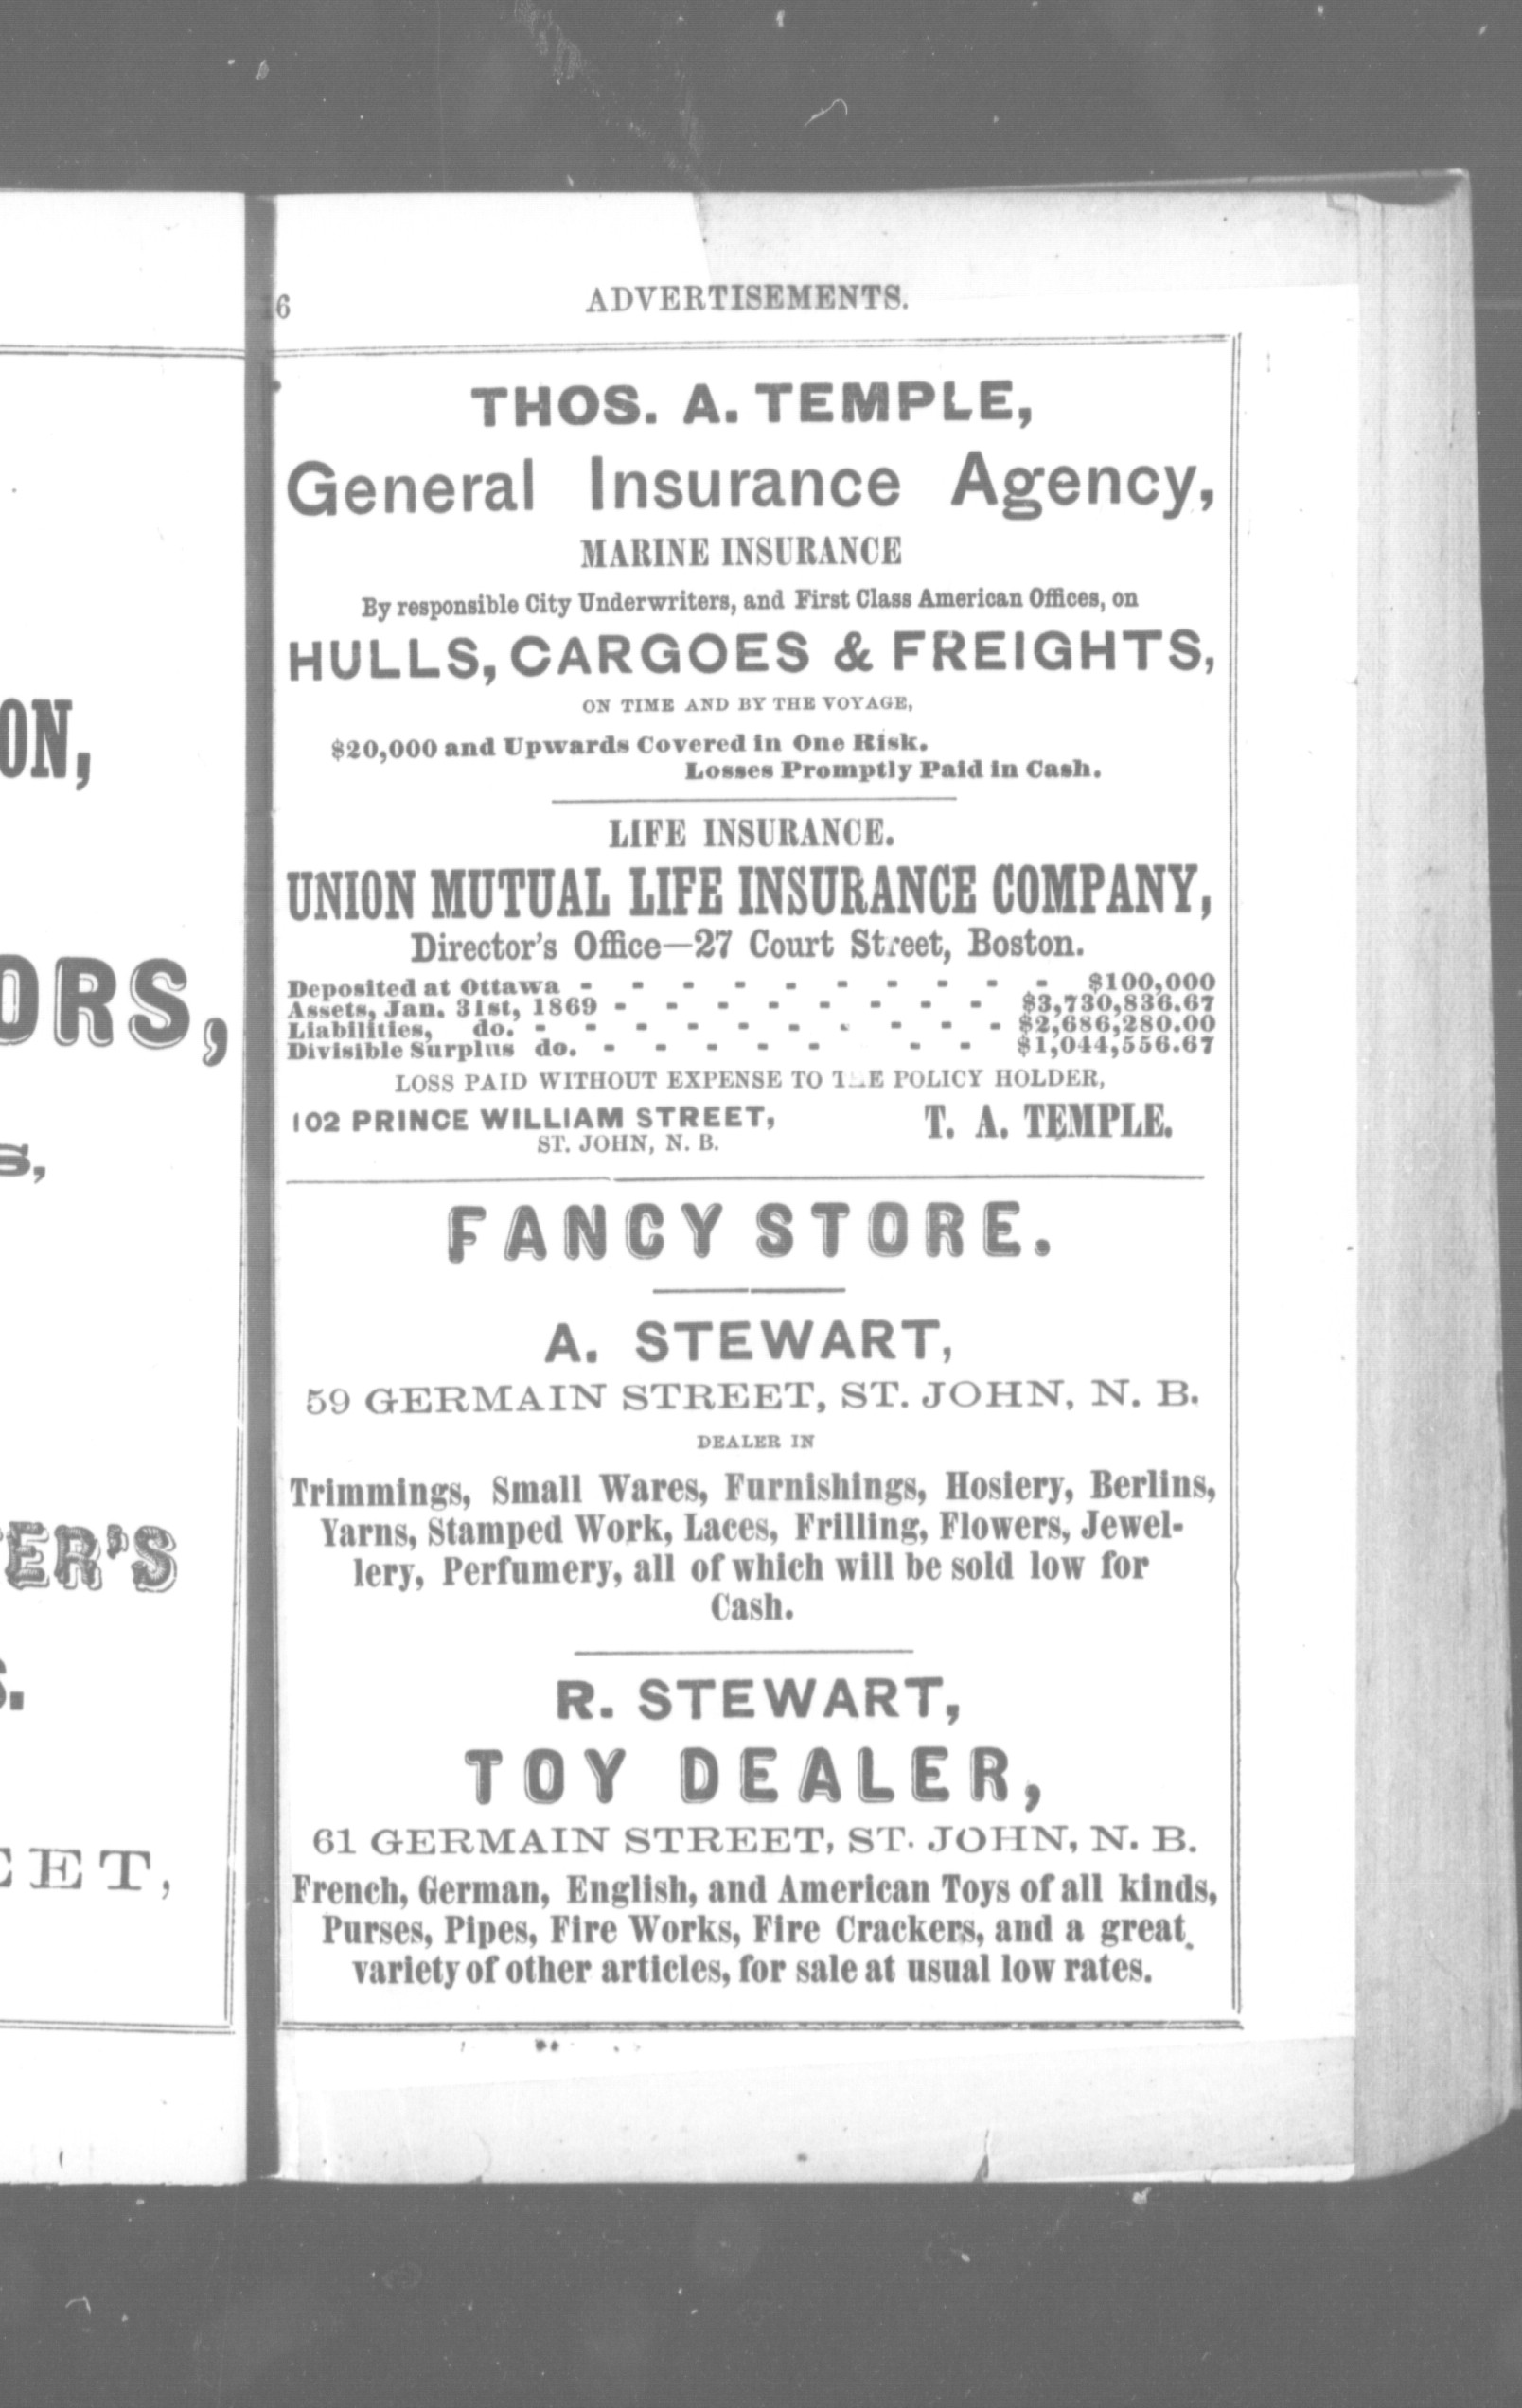 ON,
ORS,
S,
ER'S
S.
EET,
6
ADVERTISEMENTS.
THOS. A. TEMPLE,
General Insurance Agency,
MARINE INSURANCE
By responsible City Underwriters, and First Class American Offices, on
HULLS, CARGOES & FREIGHTS,
ON TIME AND BY THE VOYAGE,
$20,000 and Upwards Covered in One Risk.
Losses Promptly Paid in Cash.
LIFE INSURANCE.
UNION MUTUAL LIFE INSURANCE COMPANY,
Director's Office—27 Court Street, Boston.
Deposited at Ottawa - - - - - - - - - - $100,000
Assets, Jan. 31st, 1869 - - - - - - - - $3,730,836.67
Liabilities, do. - - - - - - - - - - $2,686,280.00
Divisible Surplus do. - - - - - - - $1,044,556.67
LOSS PAID WITHOUT EXPENSE TO THE POLICY HOLDER,
102 PRINCE WILLIAM STREET, T. A. TEMPLE.
ST. JOHN, N. B.
FANCY STORE.
A. STEWART,
59 GERMAIN STREET, ST. JOHN, N. B.
DEALER IN
Trimmings, Small Wares, Furnishings, Hosiery, Berlins,
Yarns, Stamped Work, Laces, Frilling, Flowers, Jewel-
lery, Perfumery, all of which will be sold low for
Cash.
R. STEWART,
TOY DEALER,
61 GERMAIN STREET, ST. JOHN, N. B.
French, German, English, and American Toys of all kinds,
Purses, Pipes, Fire Works, Fire Crackers, and a great
variety of other articles, for sale at usual low rates.